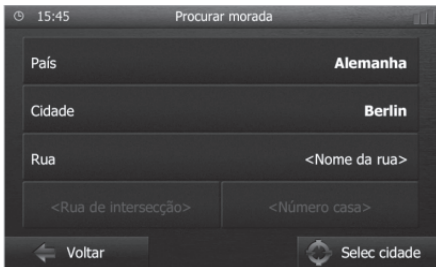 15:45 Procurar morada
País Alemanha
Cidade Berlin
Rua <Nome da rua>
<Rua de intersecção> <Número casa>
Voltar Selec cidade